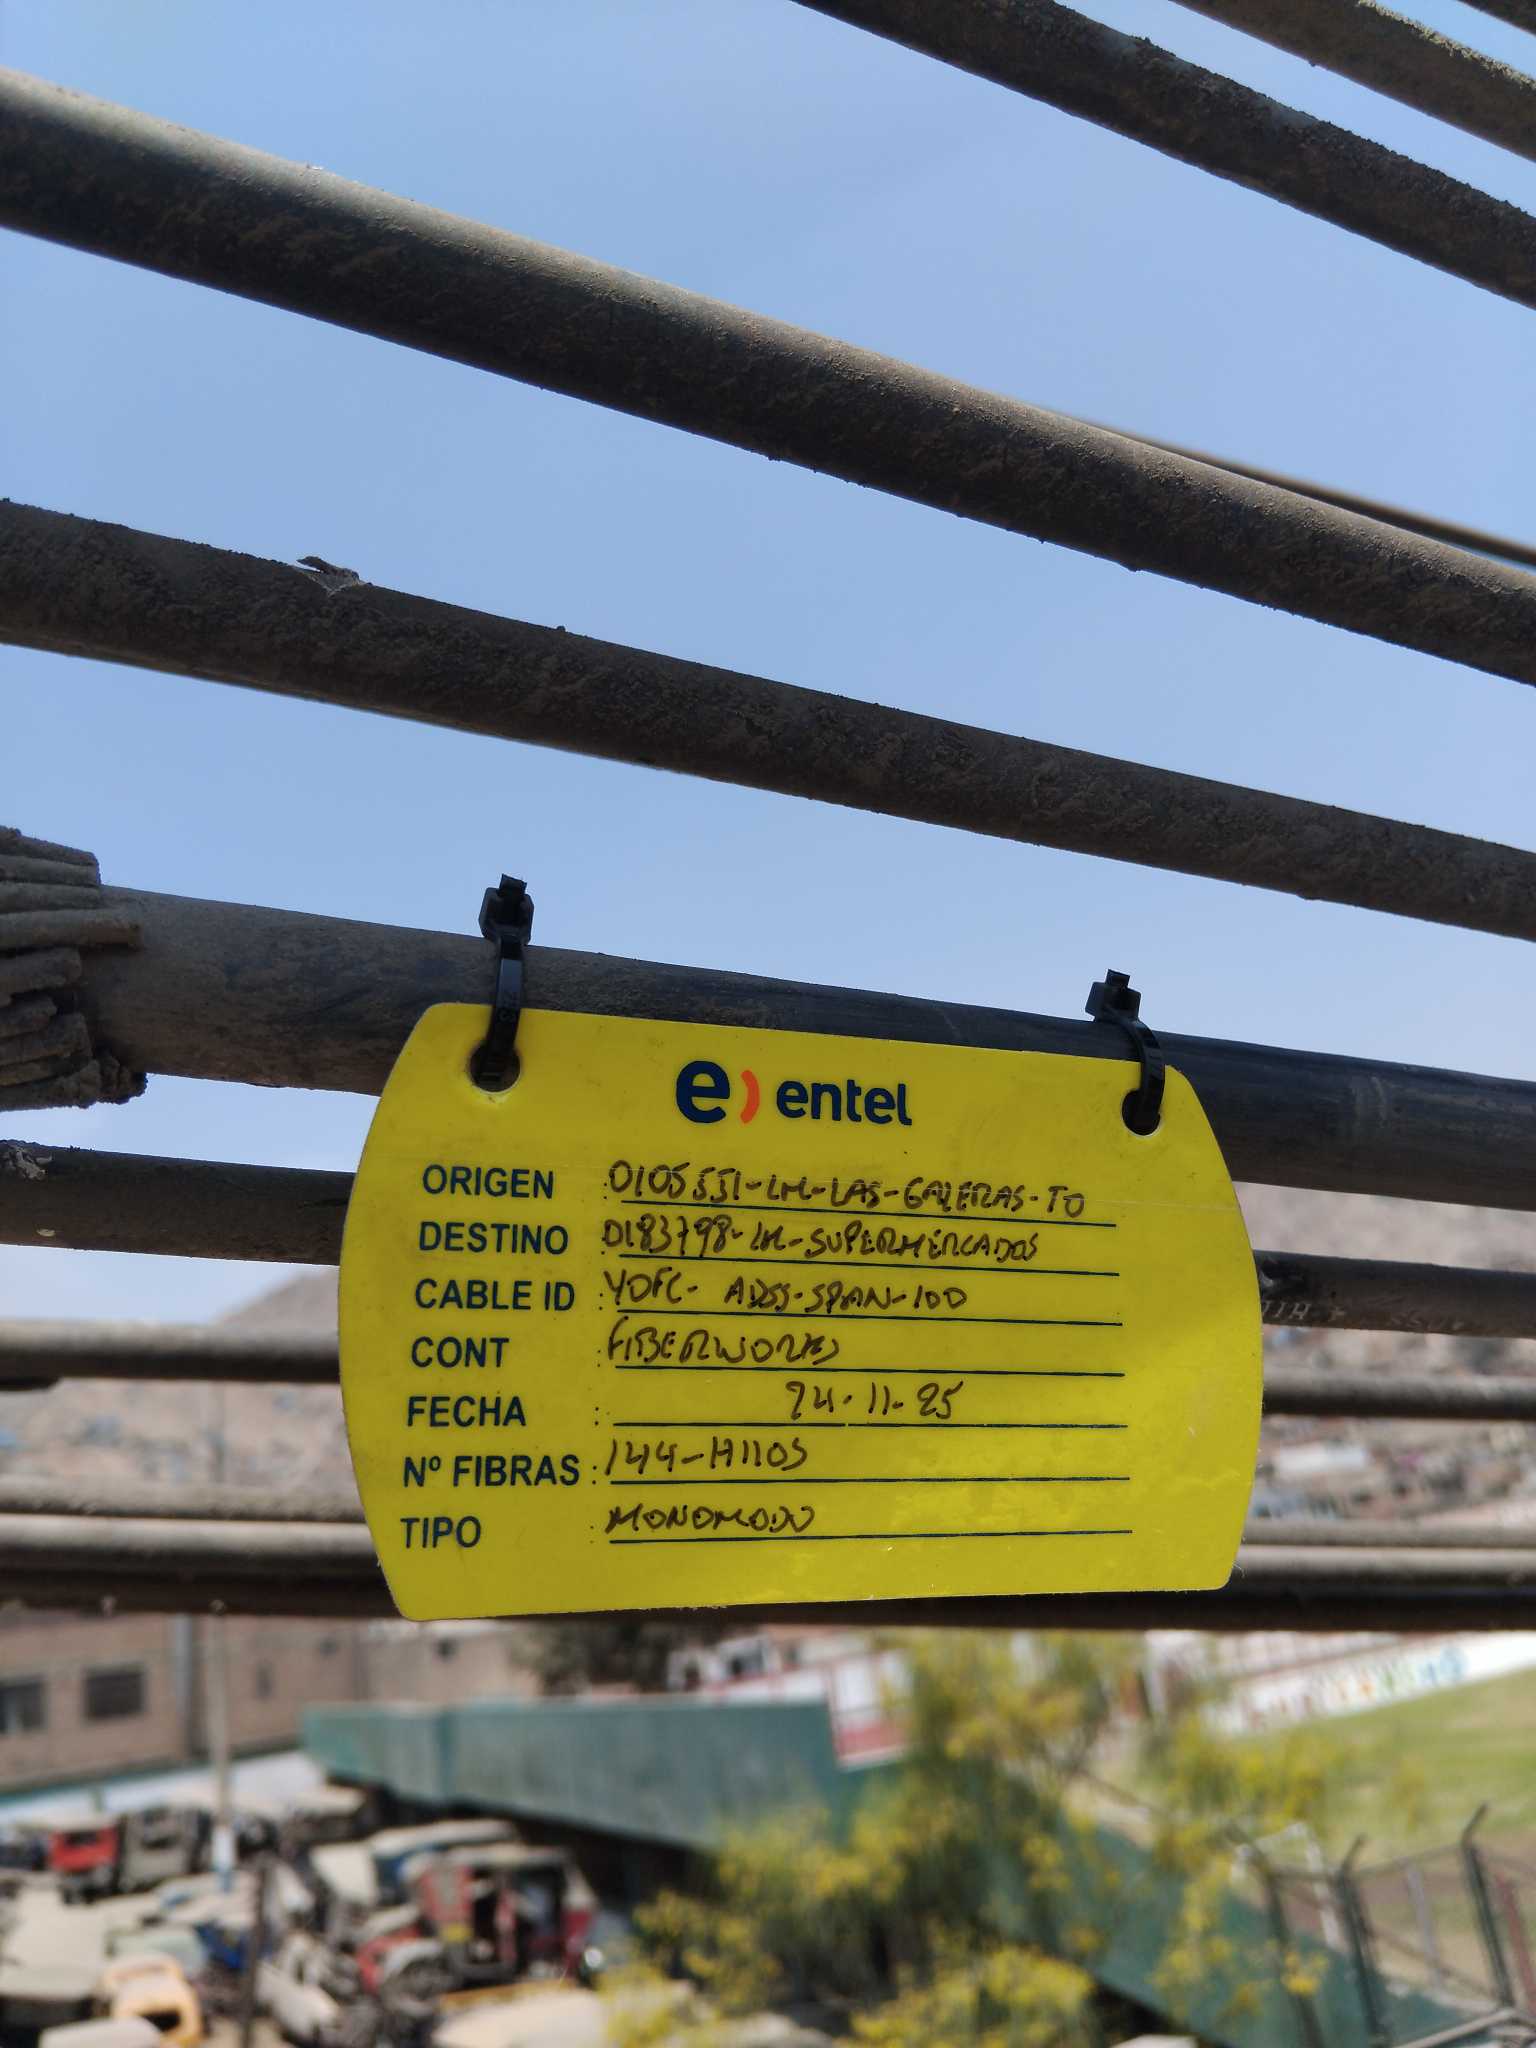 e) entel
ORIGEN : 0105551-LM-LAS-GALERAS-TO
DESTINO 0183798-LM-SUPERMERCADOS
CABLE ID : YOFC- ADSS-SPAN-100
CONT : FIBERWORKS
FECHA : 24-11-25
Nº FIBRAS : 144-HILOS
TIPO : MONOMODO